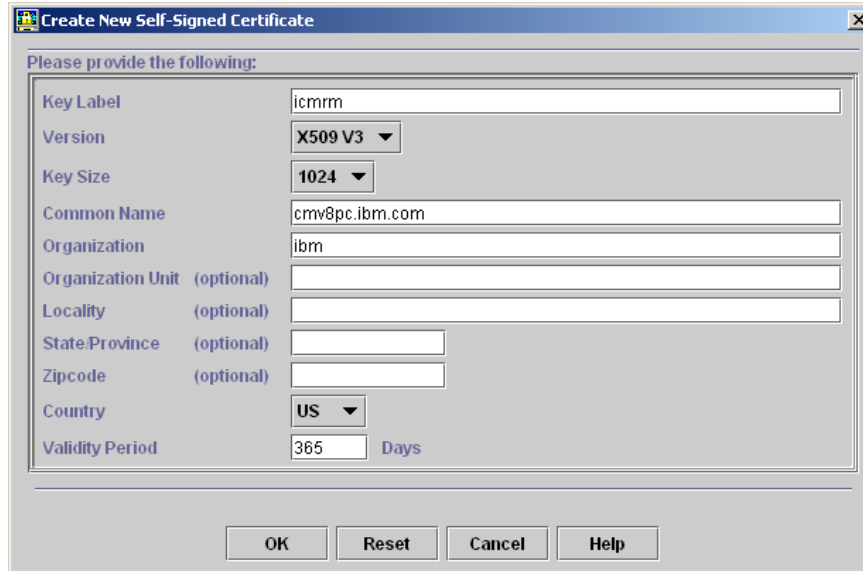 Create New Self-Signed Certificate
Please provide the following:
Key Label icmrm
Version X509 V3
Key Size 1024
Common Name cmv8pc.ibm.com
Organization ibm
Organization Unit (optional)
Locality (optional)
State/Province (optional)
Zipcode (optional)
Country US
Validity Period 365 Days
OK Reset Cancel Help